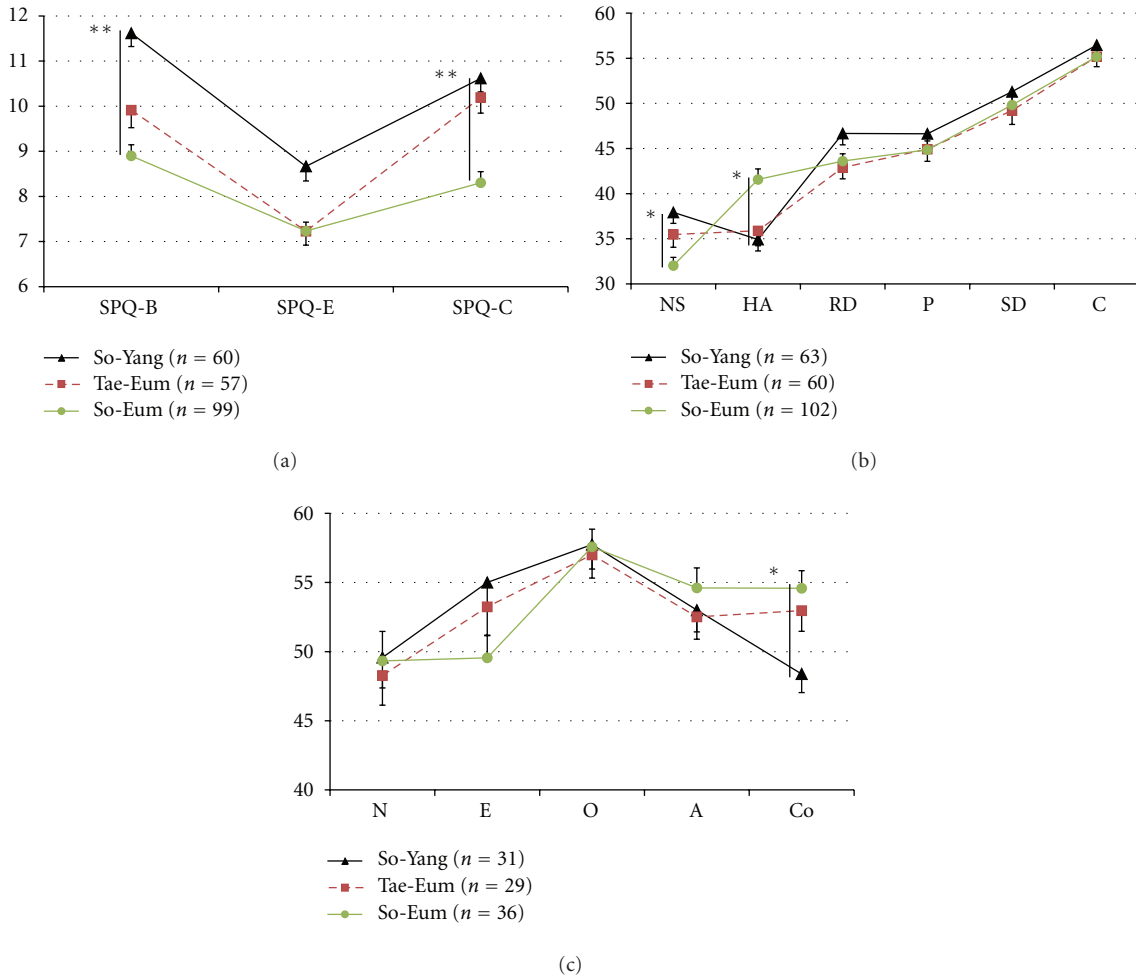 12
11
10
9
8
7
6
**
**
SPQ-B SPQ-E SPQ-C
So-Yang (n = 60)
Tae-Eum (n = 57)
So-Eum (n = 99)
(a)
60
55
50
45
40
35
30
*
*
NS HA RD P SD C
So-Yang (n = 63)
Tae-Eum (n = 60)
So-Eum (n = 102)
(b)
60
55
50
45
40
*
N E O A Co
So-Yang (n = 31)
Tae-Eum (n = 29)
So-Eum (n = 36)
(c)